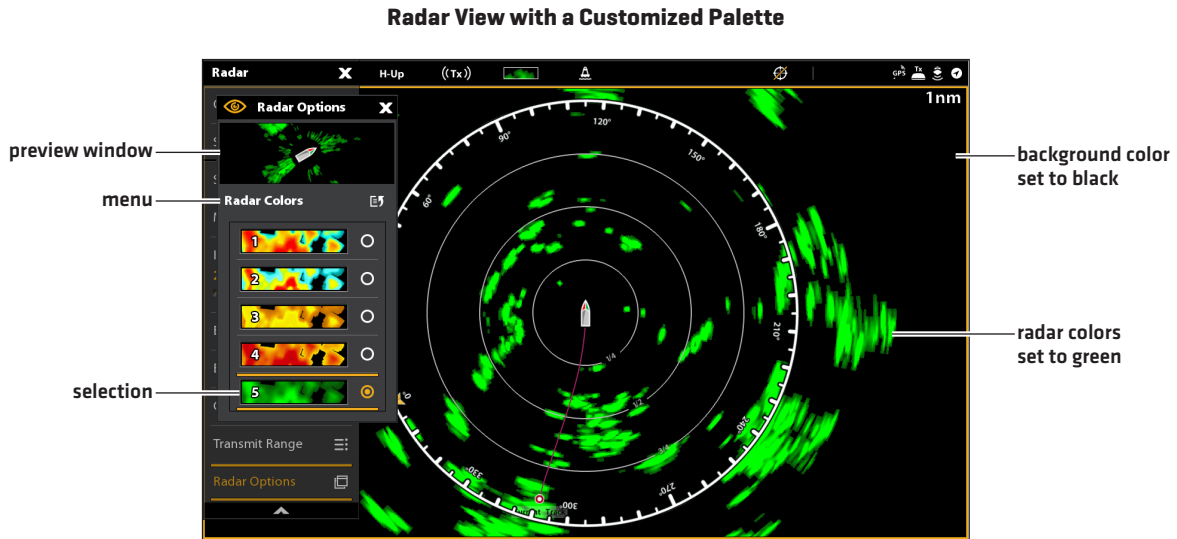 Radar View with a Customized Palette
Radar X H-Up ((Tx)) GPS Tx
Radar Options X
1nm
preview window
background color
set to black
menu
Radar Colors
1
2
3
4
5
radar colors
set to green
selection
Transmit Range
Radar Options
0°
60°
90°
120°
150°
180°
210°
240°
270°
300°
330°
1/4
1/2
3/4